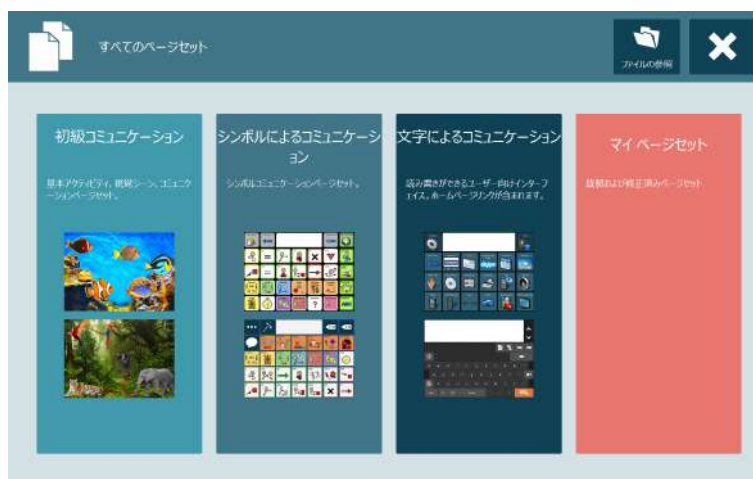 すべてのページセット
ファイルの参照
初級コミュニケーション
基本アクティビティ, 視覚シーン, コミュニケ
ーションページセット。
シンボルによるコミュニケーシ
ョン
シンボルコミュニケーションページセット。
文字によるコミュニケーション
読み書きができるユーザー向けインターフ
ェイス。ホームページリンクが含まれます。
マイ ページセット
複製および修正済みページセット
skype
?